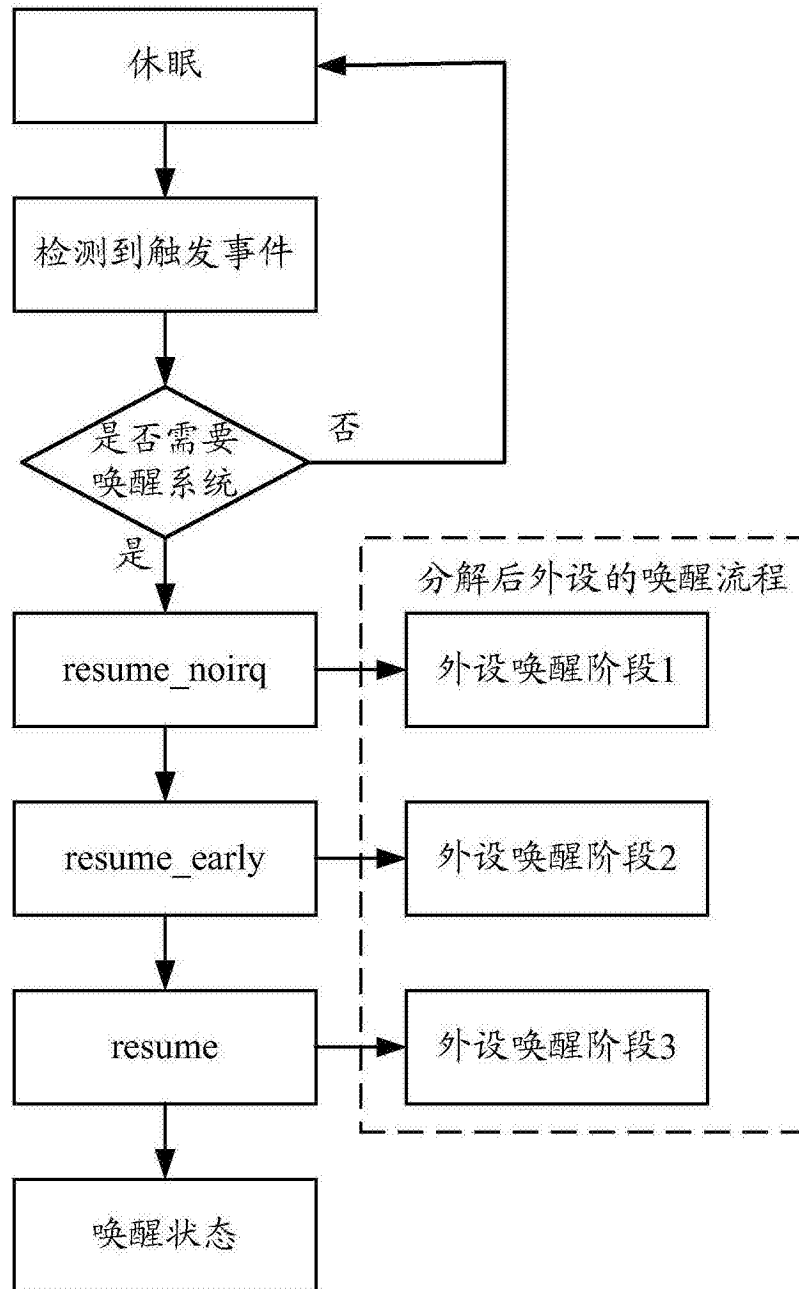 休眠
检测到触发事件
是否需要
唤醒系统
否
是
分解后外设的唤醒流程
resume_noirq
外设唤醒阶段1
resume_early
外设唤醒阶段2
resume
外设唤醒阶段3
唤醒状态